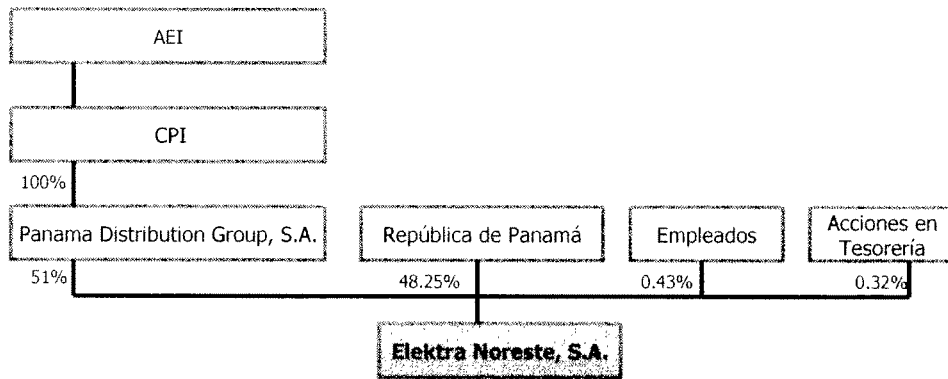 AEI
CPI
100%
Panama Distribution Group, S.A.
República de Panamá
Empleados
Acciones en
Tesorería
51%
48.25%
0.43%
0.32%
Elektra Noreste, S.A.